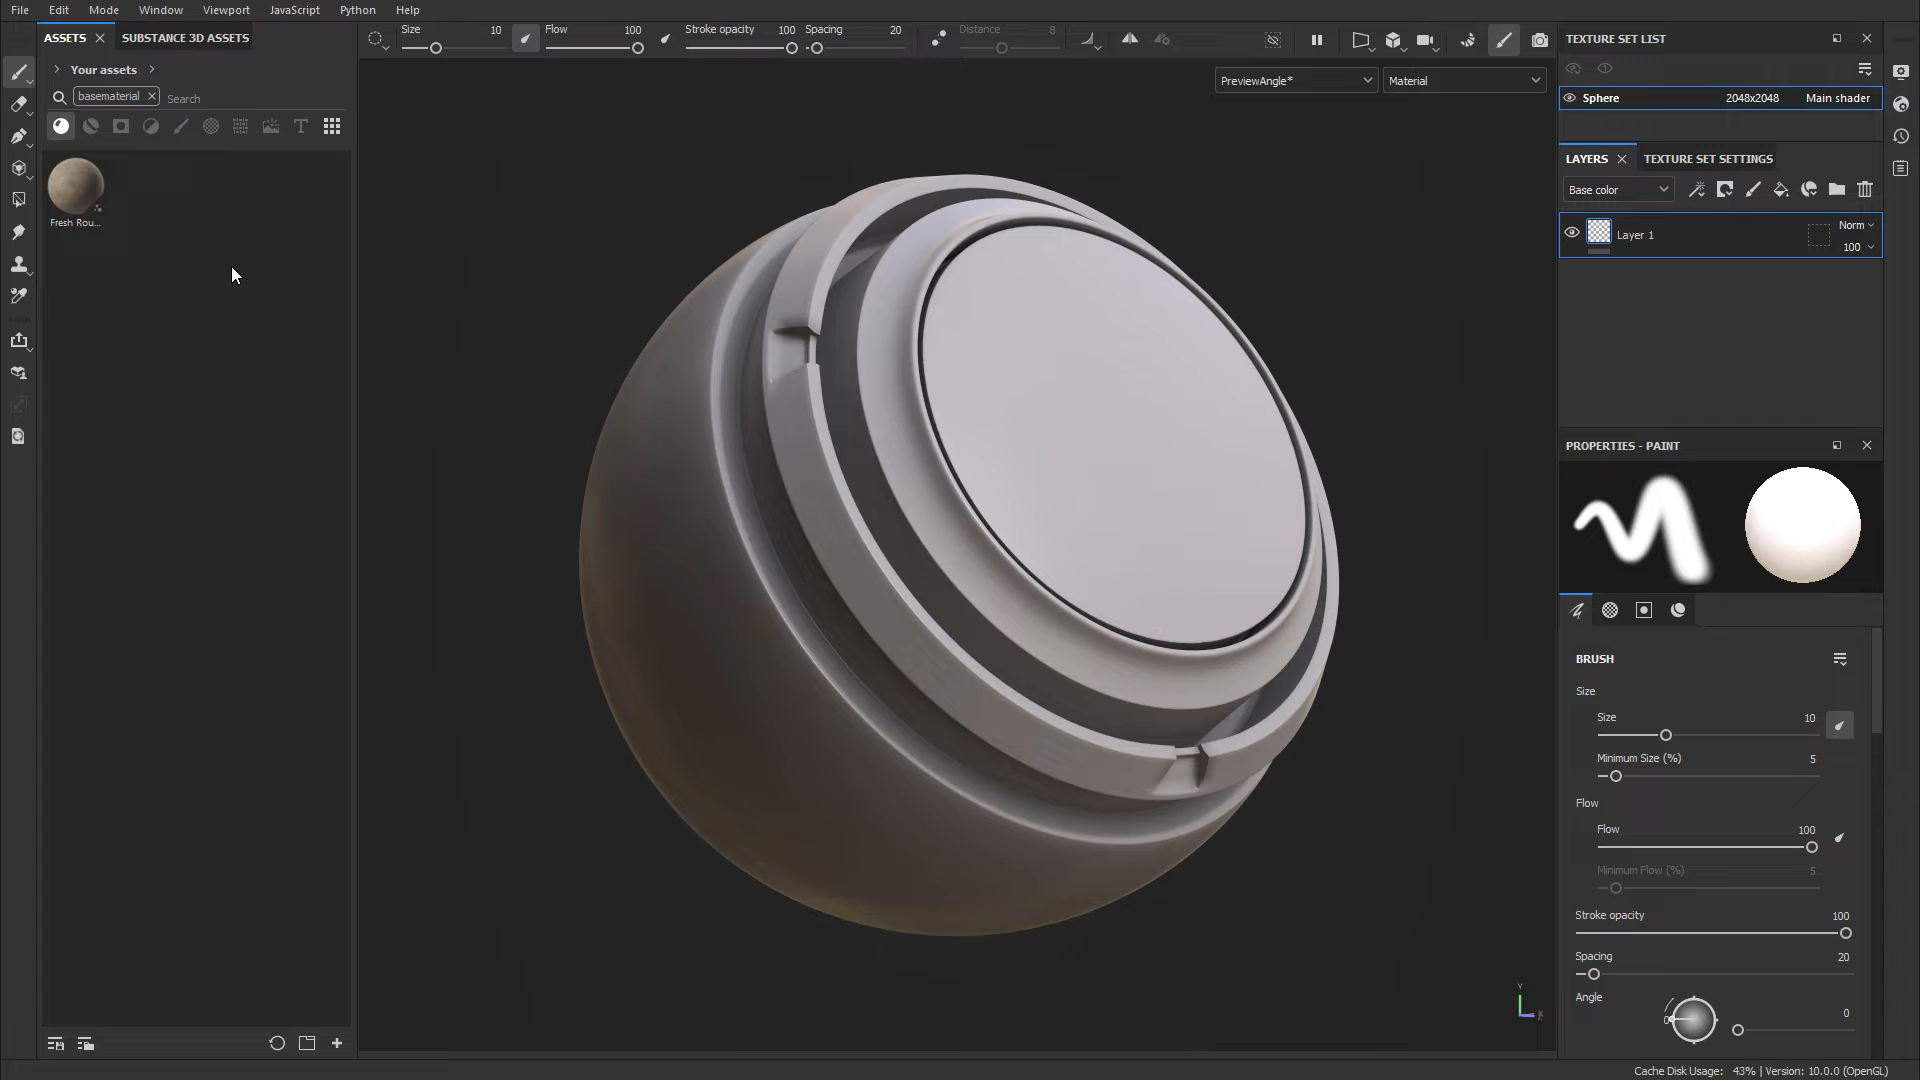 File Edit Mode Window Viewport JavaScript Python Help
ASSETS SUBSTANCE 3D ASSETS
Size 10 Flow 100 Stroke opacity 100 Spacing 20 Distance 8
TEXTURE SET LIST
Your assets
basematerial Search
PreviewAngle* Material
Sphere 2048x2048 Main shader
LAYERS TEXTURE SET SETTINGS
Base color
Fresh Rou...
Layer 1 Norm
100
PROPERTIES - PAINT
BRUSH
Size
Size 10
Minimum Size (%) 5
Flow
Flow 100
Minimum Flow (%) 5
Stroke opacity 100
Spacing 20
Angle
0 0
Y
X
Cache Disk Usage: 43% | Version: 10.0.0 (OpenGL)